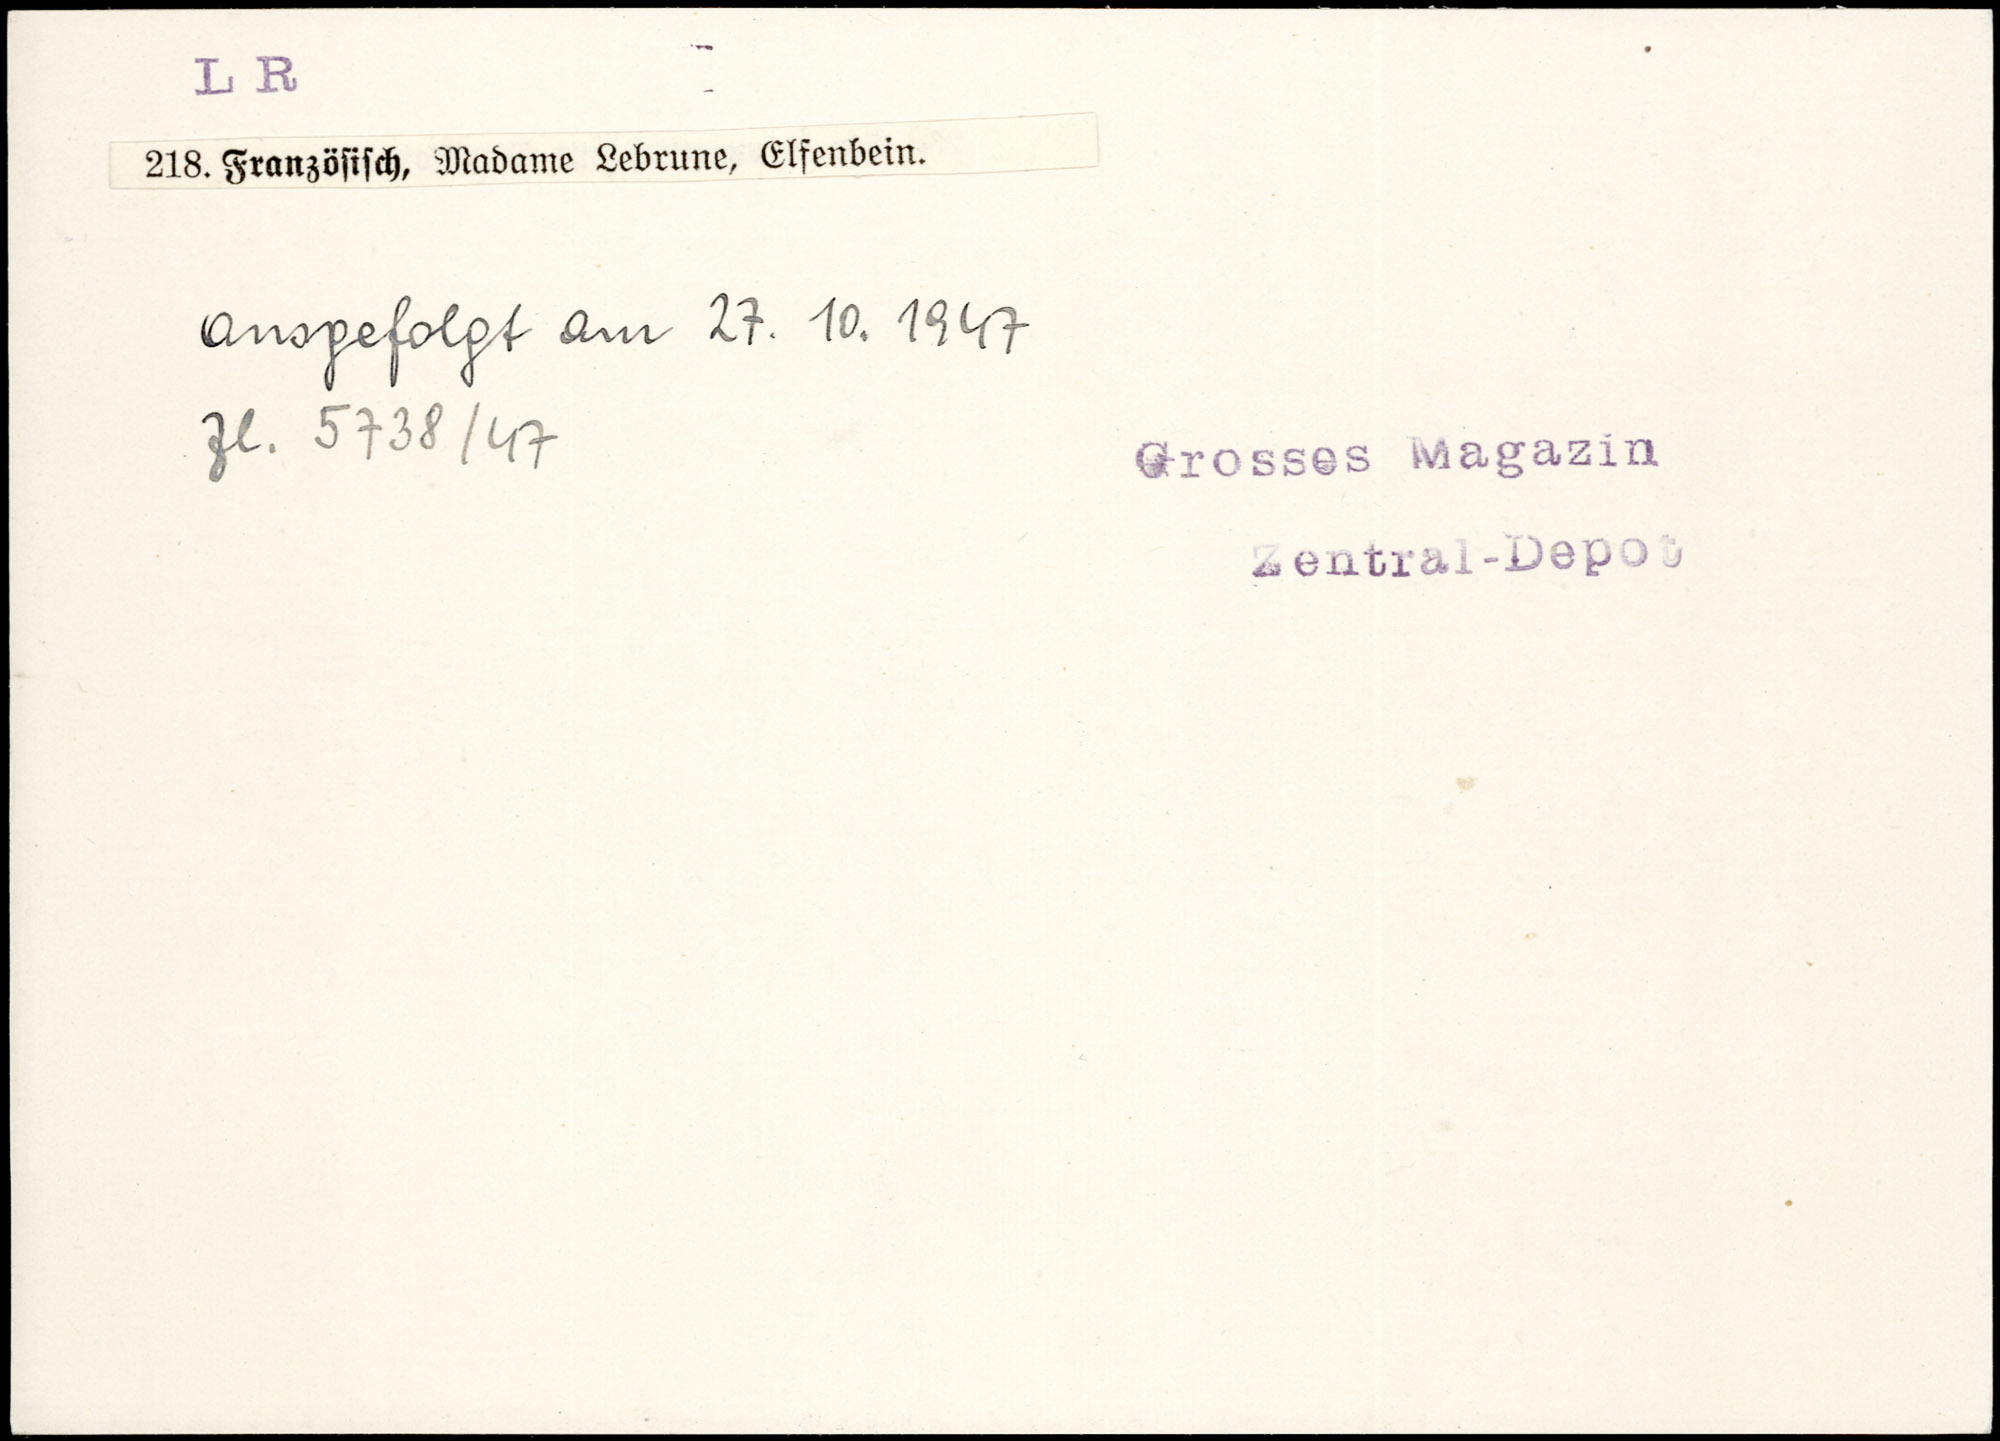 L R
218. Französisch, Madame Lebrune, Elfenbein.
ausgefolgt am 27. 10. 1947
Zl. 5738/47
Grosses Magazin
Zentral-Depot